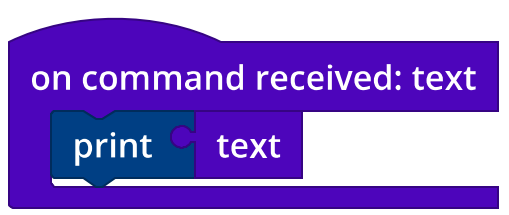 on command received: text
print text